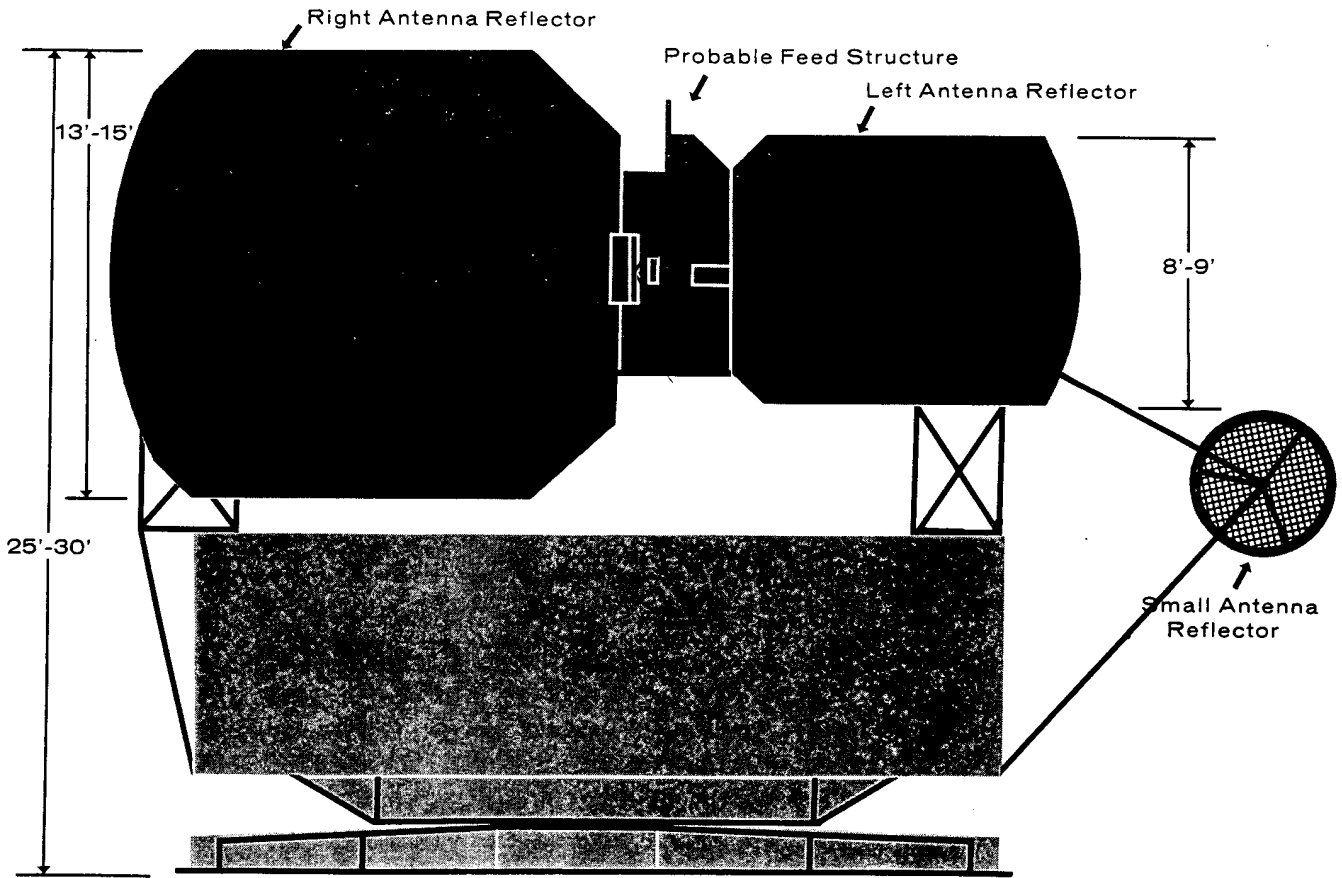 Right Antenna Reflector
Probable Feed Structure
Left Antenna Reflector
13'-15'
8'-9'
25'-30'
Small Antenna
Reflector